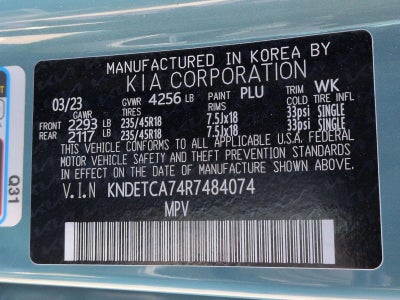 MANUFACTURED IN KOREA BY
KIA CORPORATION
03/23 GVWR 4256 LB PAINT PLU TRIM WK
GAWR TIRES RIMS COLD
FRONT 2293 LB 235/45R18 7.5Jx18 33psi SINGLE
REAR 2117 LB 235/45R18 7.5Jx18 33psi SINGLE
THIS VEHICLE CONFORMS TO ALL APPLICABLE U.S. FEDERAL
MOTOR VEHICLE SAFETY, BUMPER, AND THEFT PREVENTION STANDARDS IN
EFFECT ON THE DATE OF MANUFACTURE SHOWN ABOVE.
V.I.N KNDETCA74R7484074
MPV
Q31